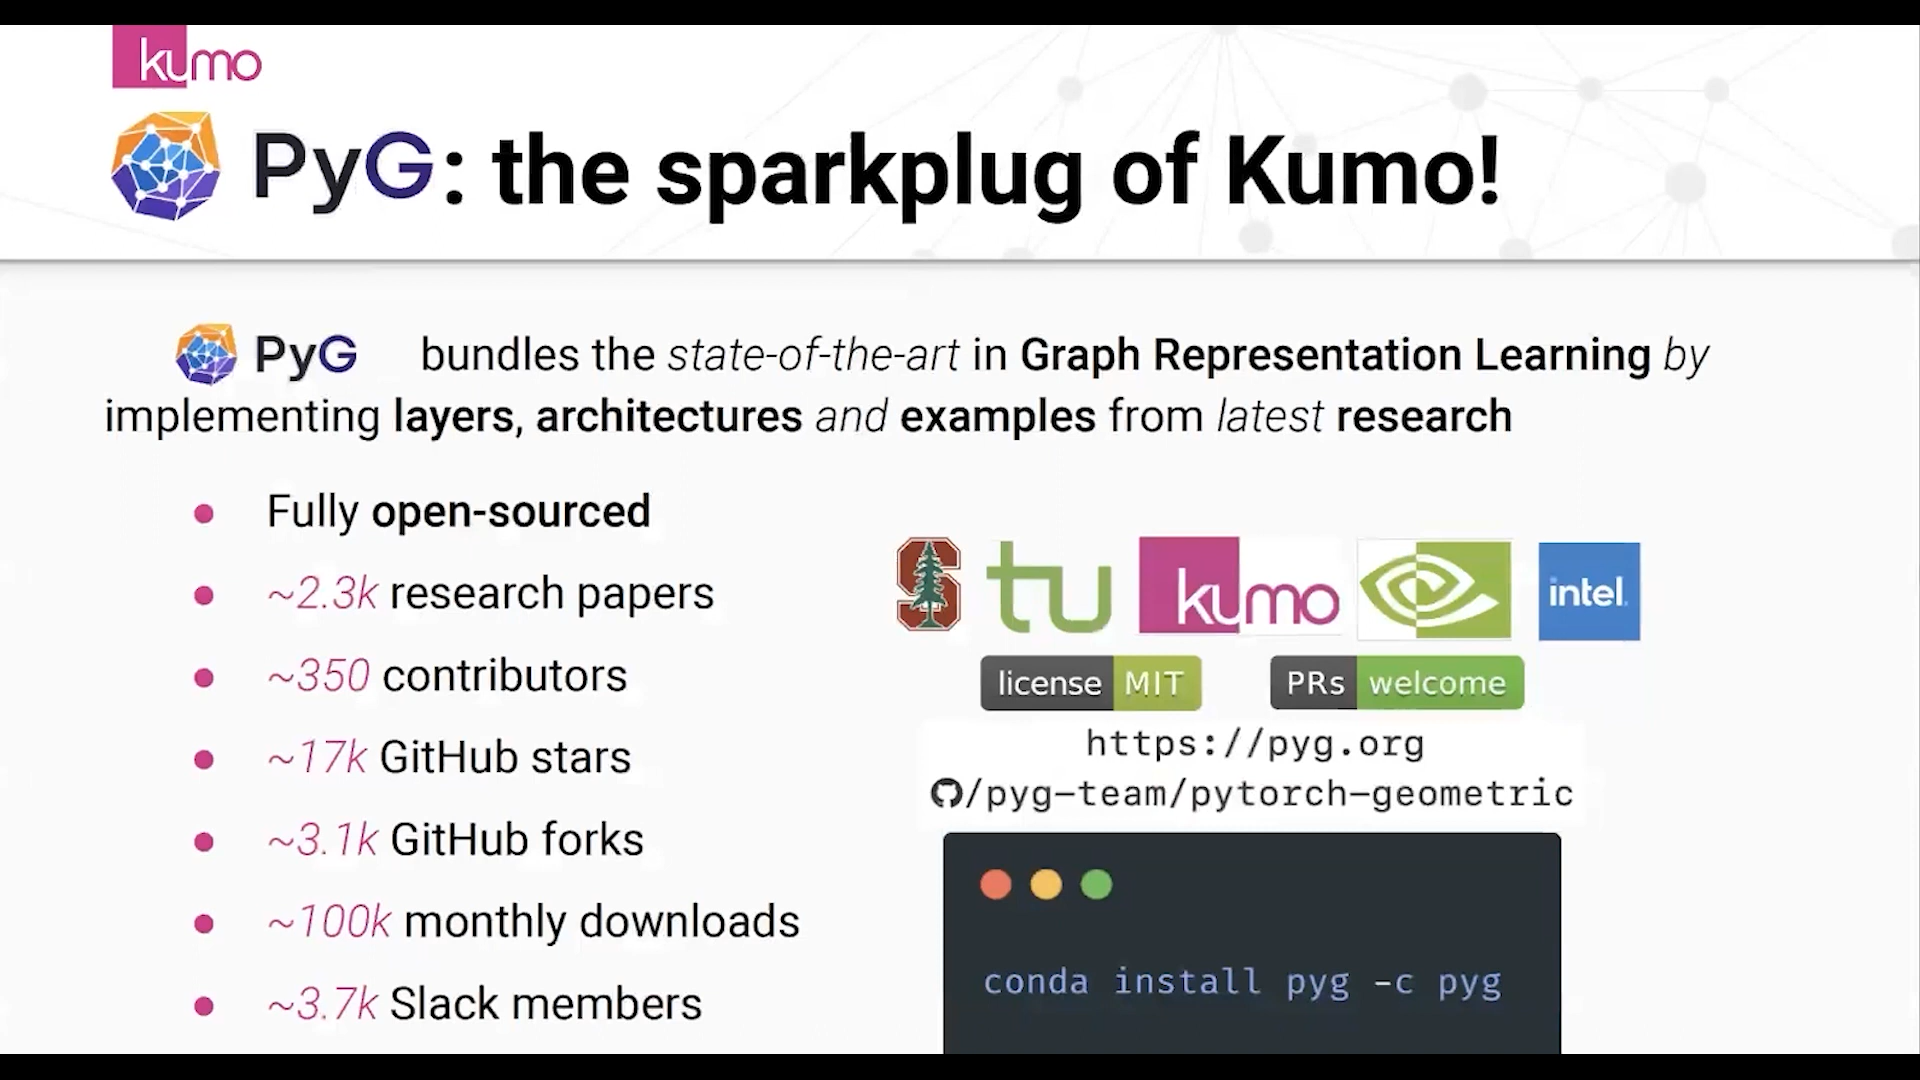 kumo
PyG: the sparkplug of Kumo!
PyG bundles the state-of-the-art in Graph Representation Learning by
implementing layers, architectures and examples from latest research
Fully open-sourced
~2.3k research papers
~350 contributors
~17k GitHub stars
~3.1k GitHub forks
~100k monthly downloads
~3.7k Slack members
S tu kumo intel.
license MIT PRs welcome
https://pyg.org
/pyg-team/pytorch-geometric
conda install pyg -c pyg